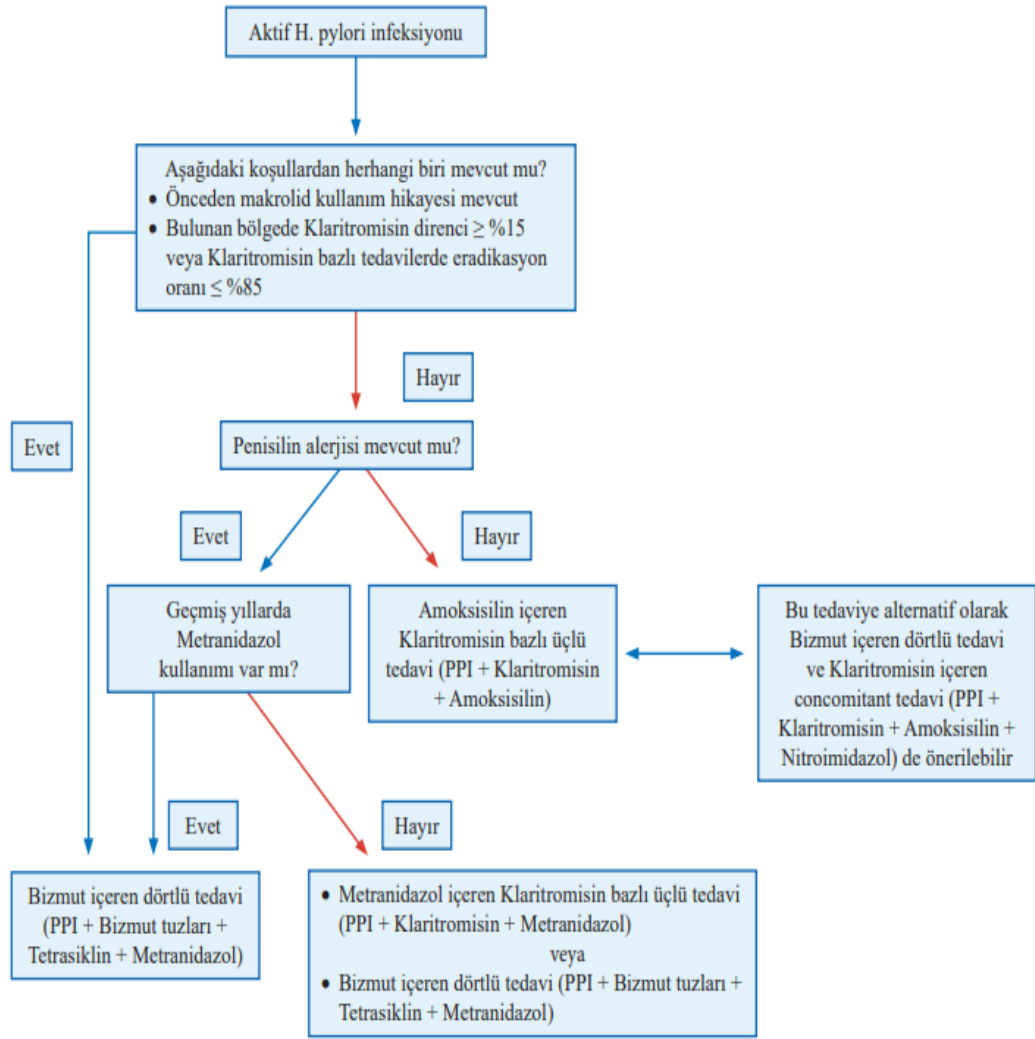 Aktif H. pylori infeksiyonu
Aşağıdaki koşullardan herhangi biri mevcut mu?
• Önceden makrolid kullanım hikayesi mevcut
• Bulunan bölgede Klaritromisin direnci ≥ %15
veya Klaritromisin bazlı tedavilerde eradikasyon
oranı ≤ %85
Hayır
Evet
Penisilin alerjisi mevcut mu?
Evet
Hayır
Geçmiş yıllarda
Metranidazol
kullanımı var mı?
Amoksisilin içeren
Klaritromisin bazlı üçlü
tedavi (PPI + Klaritromisin
+ Amoksisilin)
Bu tedaviye alternatif olarak
Bizmut içeren dörtlü tedavi
ve Klaritromisin içeren
concomitant tedavi (PPI +
Klaritromisin + Amoksisilin +
Nitroimidazol) de önerilebilir
Evet
Hayır
Bizmut içeren dörtlü tedavi
(PPI + Bizmut tuzları +
Tetrasiklin + Metranidazol)
• Metranidazol içeren Klaritromisin bazlı üçlü tedavi
(PPI + Klaritromisin + Metranidazol)
veya
• Bizmut içeren dörtlü tedavi (PPI + Bizmut tuzları +
Tetrasiklin + Metranidazol)